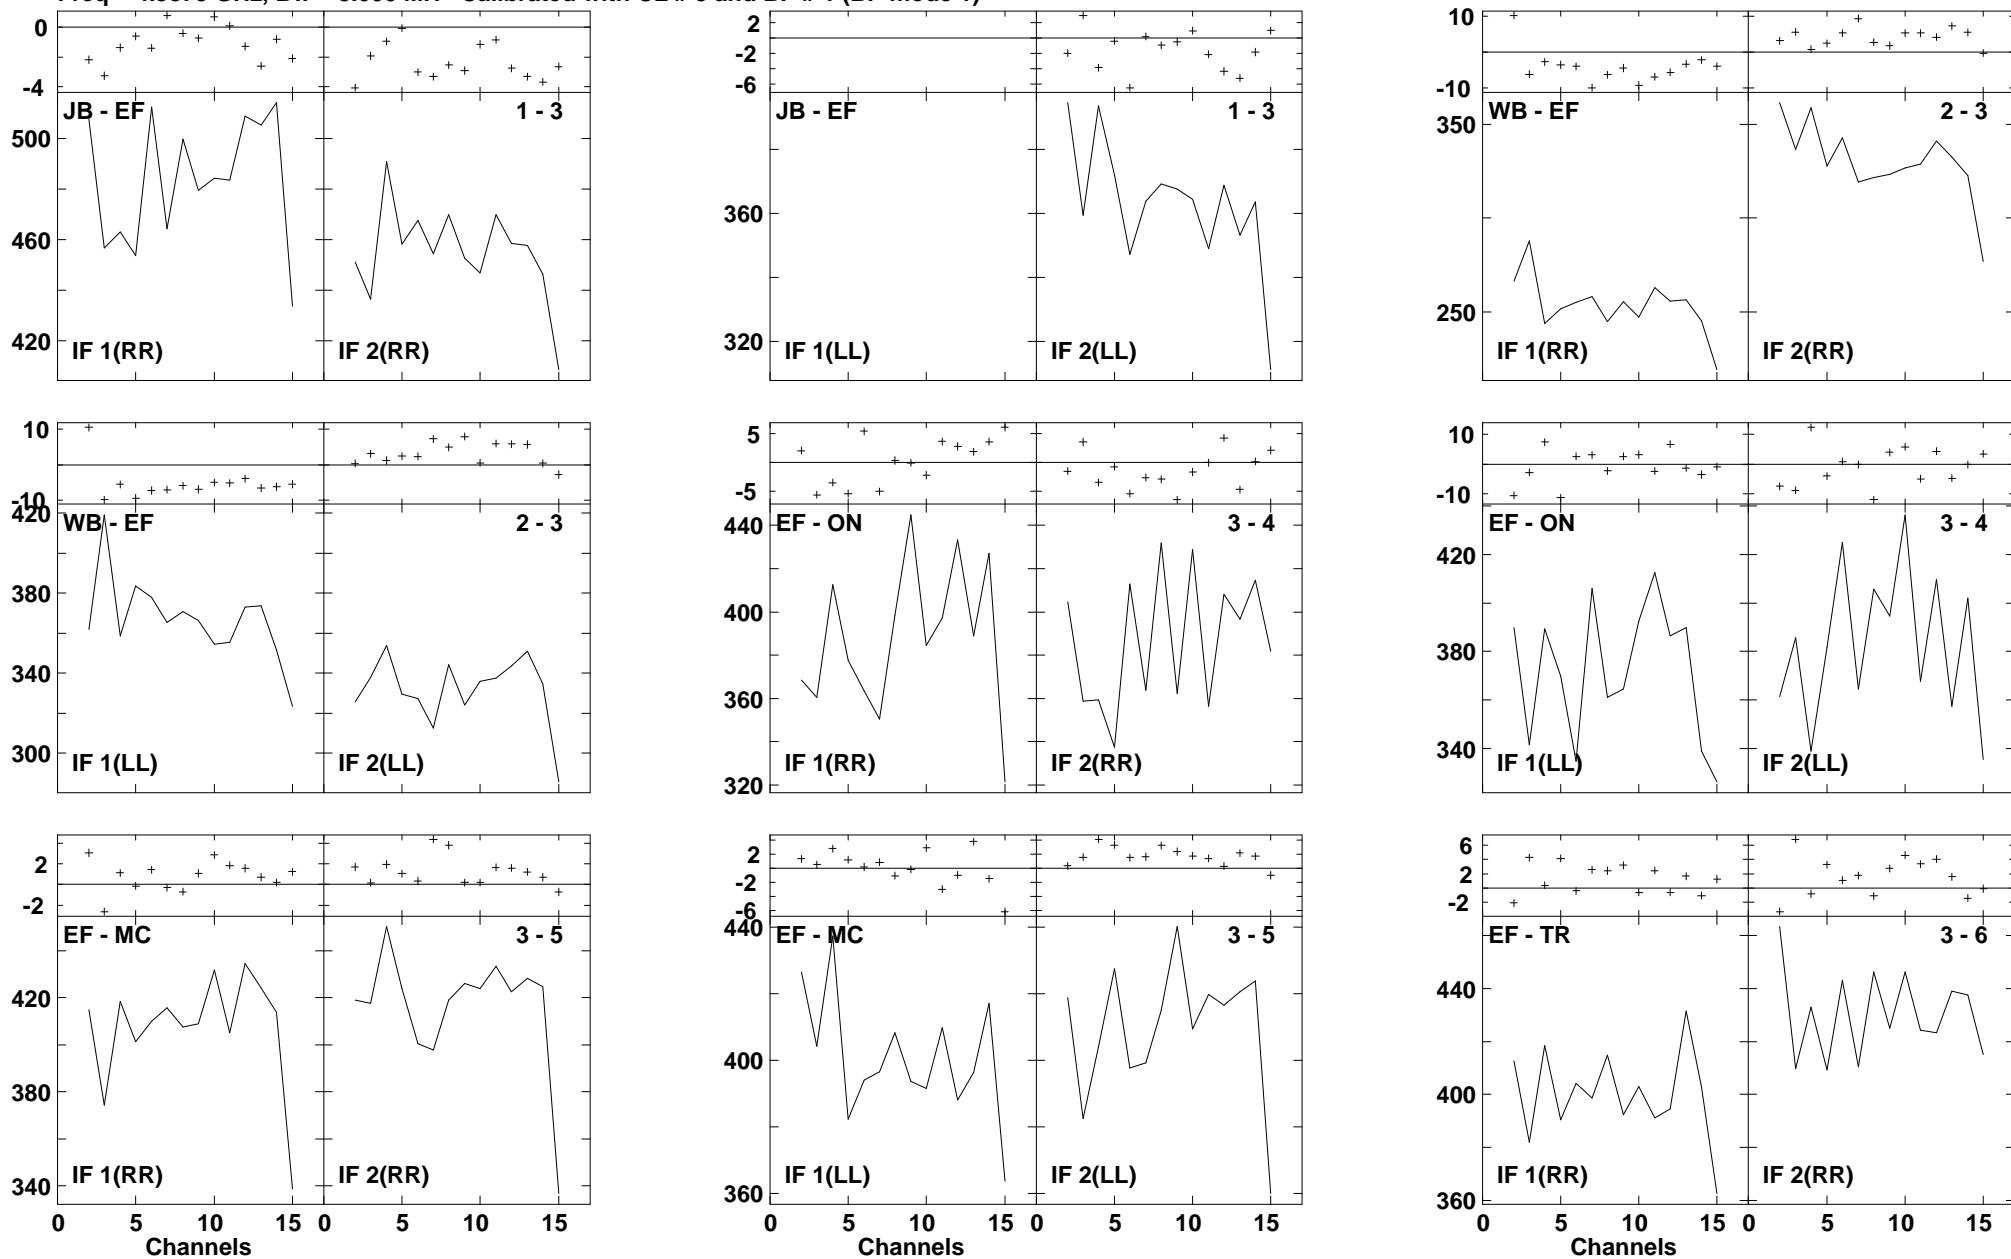 0
-4
JB - EF
1 - 3
500
460
420
IF 1(RR)
IF 2(RR)
2
-2
-6
JB - EF
1 - 3
360
320
IF 1(LL)
IF 2(LL)
10
-10
WB - EF
2 - 3
350
250
IF 1(RR)
IF 2(RR)
10
-10
WB - EF
2 - 3
420
380
340
300
IF 1(LL)
IF 2(LL)
5
-5
EF - ON
3 - 4
440
400
360
320
IF 1(RR)
IF 2(RR)
10
-10
EF - ON
3 - 4
420
380
340
IF 1(LL)
IF 2(LL)
2
-2
EF - MC
3 - 5
420
380
340
IF 1(RR)
IF 2(RR)
0 5 10 15 0 5 10 15
Channels
2
-2
-6
EF - MC
3 - 5
440
400
360
IF 1(LL)
IF 2(LL)
0 5 10 15 0 5 10 15
Channels
6
2
-2
EF - TR
3 - 6
440
400
360
IF 1(RR)
IF 2(RR)
0 5 10 15 0 5 10 15
Channels